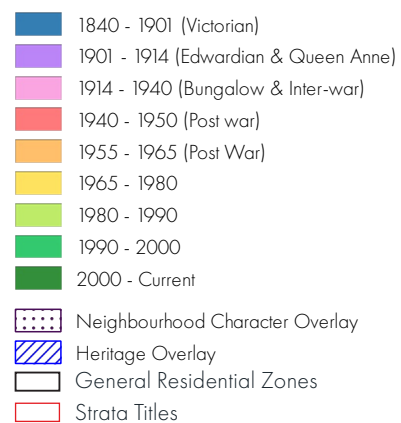 1840 - 1901 (Victorian)
1901 - 1914 (Edwardian & Queen Anne)
1914 - 1940 (Bungalow & Inter-war)
1940 - 1950 (Post war)
1955 - 1965 (Post War)
1965 - 1980
1980 - 1990
1990 - 2000
2000 - Current
Neighbourhood Character Overlay
Heritage Overlay
General Residential Zones
Strata Titles